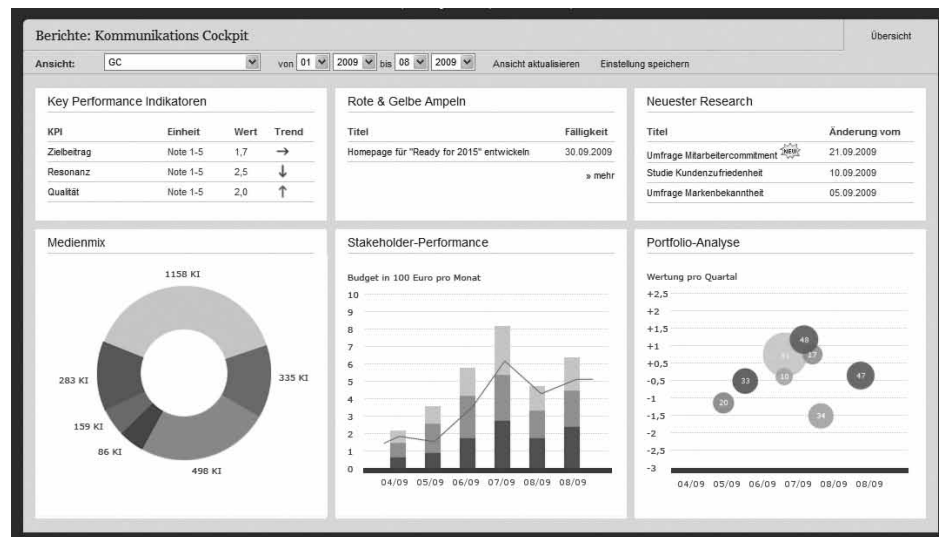 Berichte: Kommunikations Cockpit
Übersicht
Ansicht: GC von 01 2009 bis 08 2009 Ansicht aktualisieren Einstellung speichern
Key Performance Indikatoren
KPI Einheit Wert Trend
Zielbeitrag Note 1-5 1,7 →
Resonanz Note 1-5 2,5 ↓
Qualität Note 1-5 2,0 ↑
Rote & Gelbe Ampeln
Titel Fälligkeit
Homepage für "Ready for 2015" entwickeln 30.09.2009
» mehr
Neuester Research
Titel Änderung vom
Umfrage Mitarbeitercommitment NEW 21.09.2009
Studie Kundenzufriedenheit 10.09.2009
Umfrage Markenbekanntheit 05.09.2009
Medienmix
1158 KI
335 KI
283 KI
159 KI
86 KI
498 KI
Stakeholder-Performance
Budget in 100 Euro pro Monat
10
9
8
7
6
5
4
3
2
1
0
04/09 05/09 06/09 07/09 08/09 08/09
Portfolio-Analyse
Wertung pro Quartal
+2,5
+2
+1,5
+1
+0,5
-0,5
-1
-1,5
-2
-2,5
-3
48
17
10
33
47
20
34
04/09 05/09 06/09 07/09 08/09 08/09